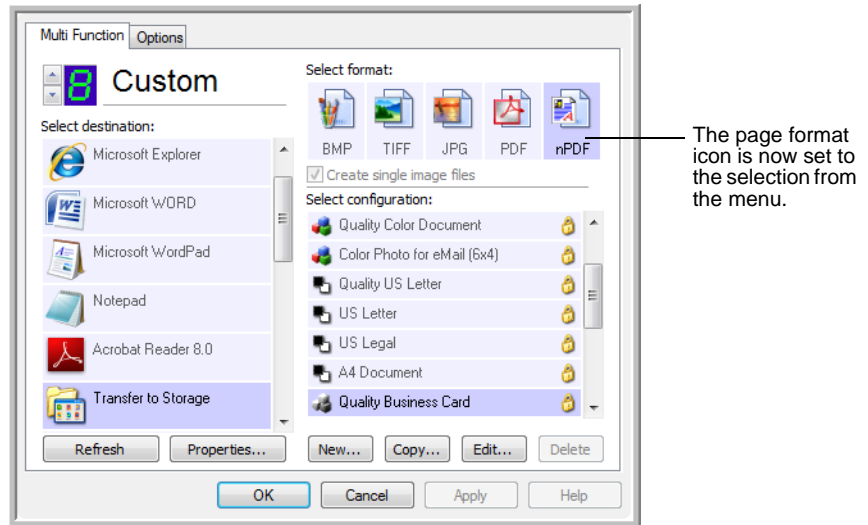 Multi Function
Options
8
Custom
Select destination:
Microsoft Explorer
Microsoft WORD
Microsoft WordPad
Notepad
Acrobat Reader 8.0
Transfer to Storage
Refresh
Properties...
Select format:
BMP
TIFF
JPG
PDF
nPDF
Create single image files
Select configuration:
Quality Color Document
Color Photo for eMail (6x4)
Quality US Letter
US Letter
US Legal
A4 Document
Quality Business Card
New...
Copy...
Edit...
Delete
OK
Cancel
Apply
Help
The page format
icon is now set to
the selection from
the menu.